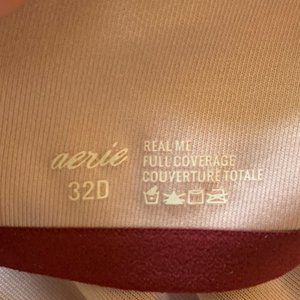 aerie
32D
REAL ME
FULL COVERAGE
COUVERTURE TOTALE